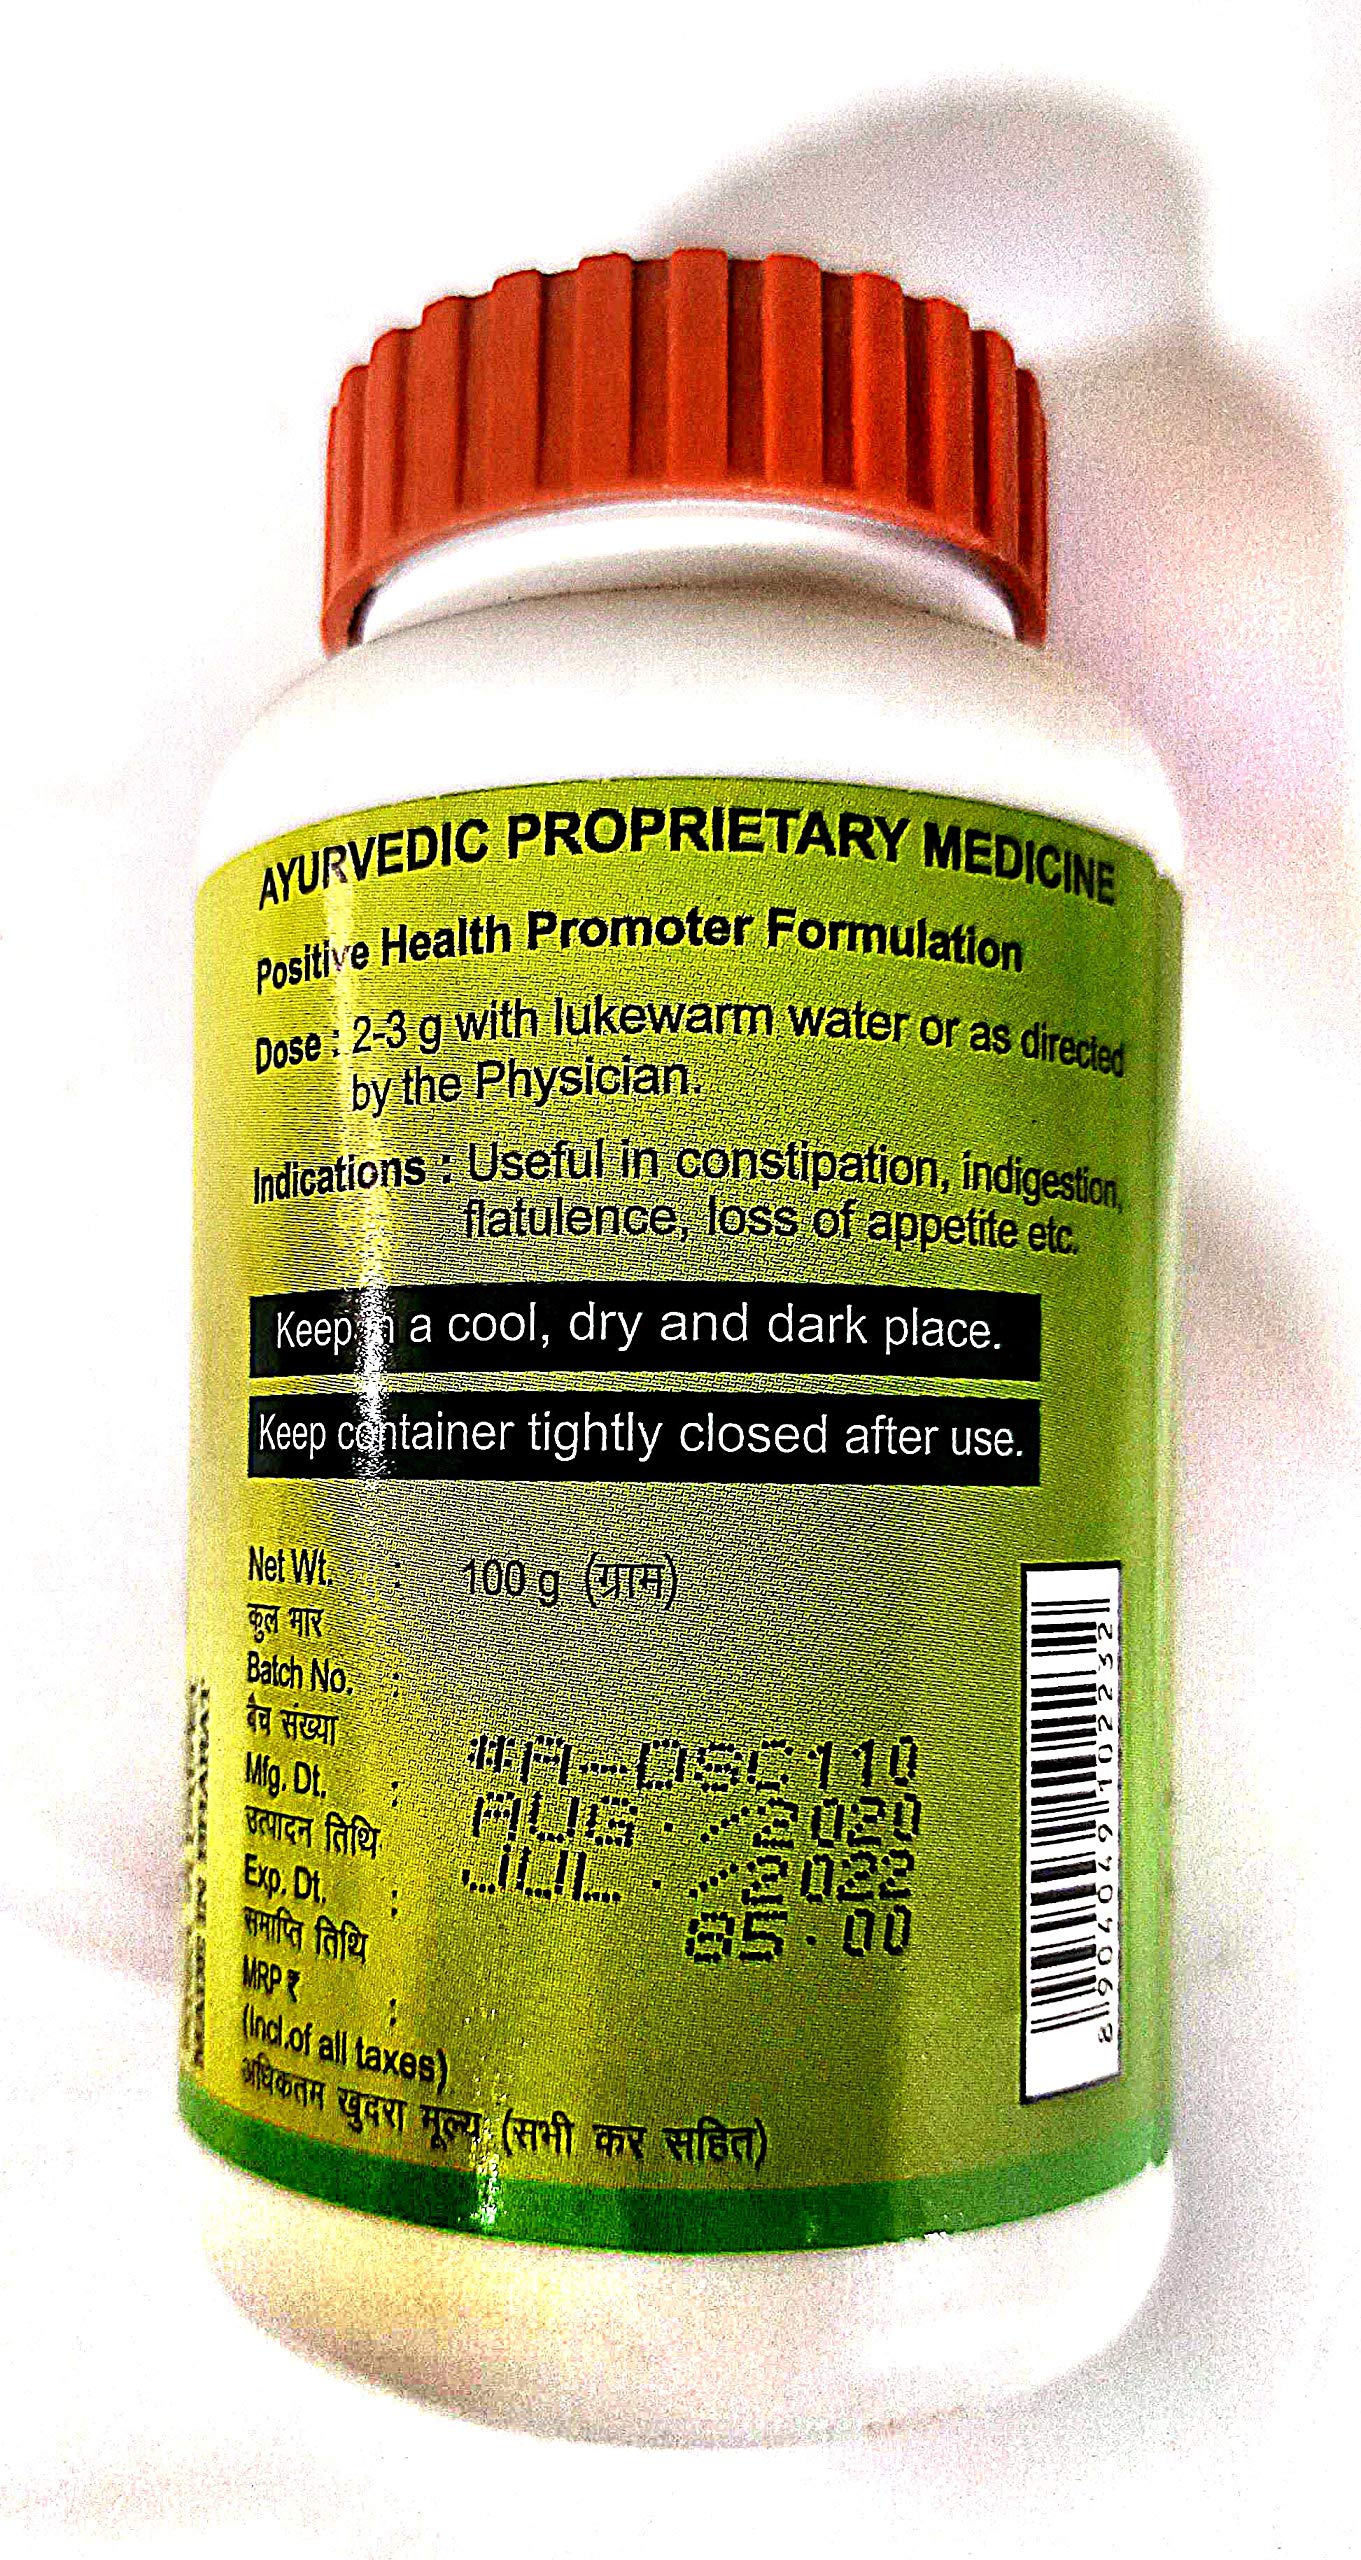 AYURVEDIC PROPRIETARY MEDICINE
Positive Health Promoter Formulation
Dose : 2-3 g with lukewarm water or as directed
by the Physician.
Indications : Useful in constipation, indigestion,
flatulence, loss of appetite etc.
Keep in a cool, dry and dark place.
Keep container tightly closed after use.
Net Wt. : 100 g (ग्राम)
कुल भार
Batch No. :
बैच संख्या
#A-DSC110
Mfg. Dt. : AUG./2020
उत्पादन तिथि
Exp. Dt. : JUL./2022
समाप्ति तिथि
85.00
MRP ₹ :
(Incl.of all taxes)
अधिकतम खुदरा मूल्य (सभी कर सहित)
8904049102232